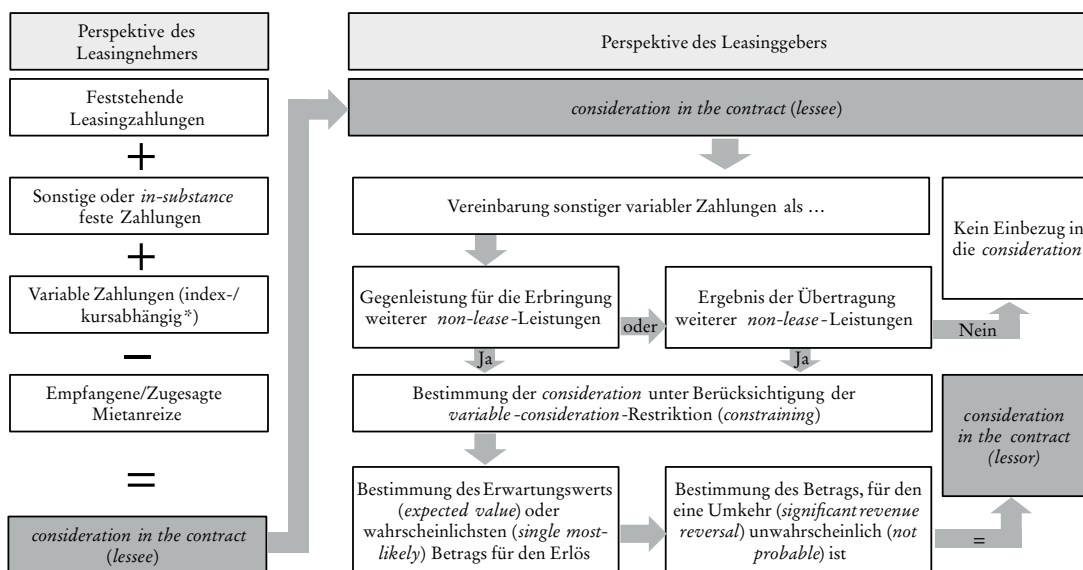 Perspektive des
Leasingnehmers
Feststehende
Leasingzahlungen
+
Sonstige oder in-substance
feste Zahlungen
+
Variable Zahlungen (index-/
kursabhängig*)
–
Empfangene/Zugesagte
Mietanreize
=
consideration in the contract
(lessee)
Perspektive des Leasinggebers
consideration in the contract (lessee)
Vereinbarung sonstiger variabler Zahlungen als …
Kein Einbezug in
die consideration
Gegenleistung für die Erbringung
weiterer non-lease-Leistungen
oder
Ergebnis der Übertragung
weiterer non-lease-Leistungen
Nein
Ja
Ja
Bestimmung der consideration unter Berücksichtigung der
variable-consideration-Restriktion (constraining)
consideration
in the contract
(lessor)
Bestimmung des Erwartungswerts
(expected value) oder
wahrscheinlichsten (single most-
likely) Betrags für den Erlös
Bestimmung des Betrags, für den
eine Umkehr (significant revenue
reversal) unwahrscheinlich (not
probable) ist
=